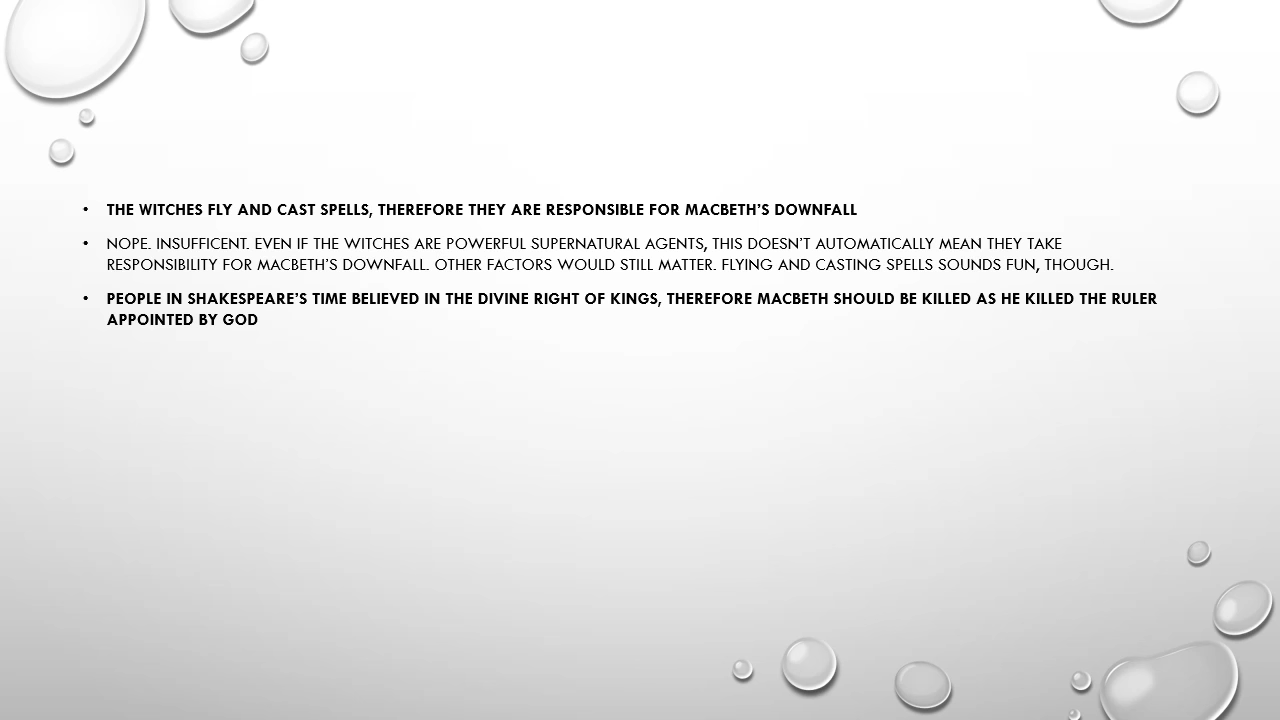 • THE WITCHES FLY AND CAST SPELLS, THEREFORE THEY ARE RESPONSIBLE FOR MACBETH’S DOWNFALL
• NOPE. INSUFFICIENT. EVEN IF THE WITCHES ARE POWERFUL SUPERNATURAL AGENTS, THIS DOESN’T AUTOMATICALLY MEAN THEY TAKE
RESPONSIBILITY FOR MACBETH’S DOWNFALL. OTHER FACTORS WOULD STILL MATTER. FLYING AND CASTING SPELLS SOUNDS FUN, THOUGH.
• PEOPLE IN SHAKESPEARE’S TIME BELIEVED IN THE DIVINE RIGHT OF KINGS, THEREFORE MACBETH SHOULD BE KILLED AS HE KILLED THE RULER
APPOINTED BY GOD